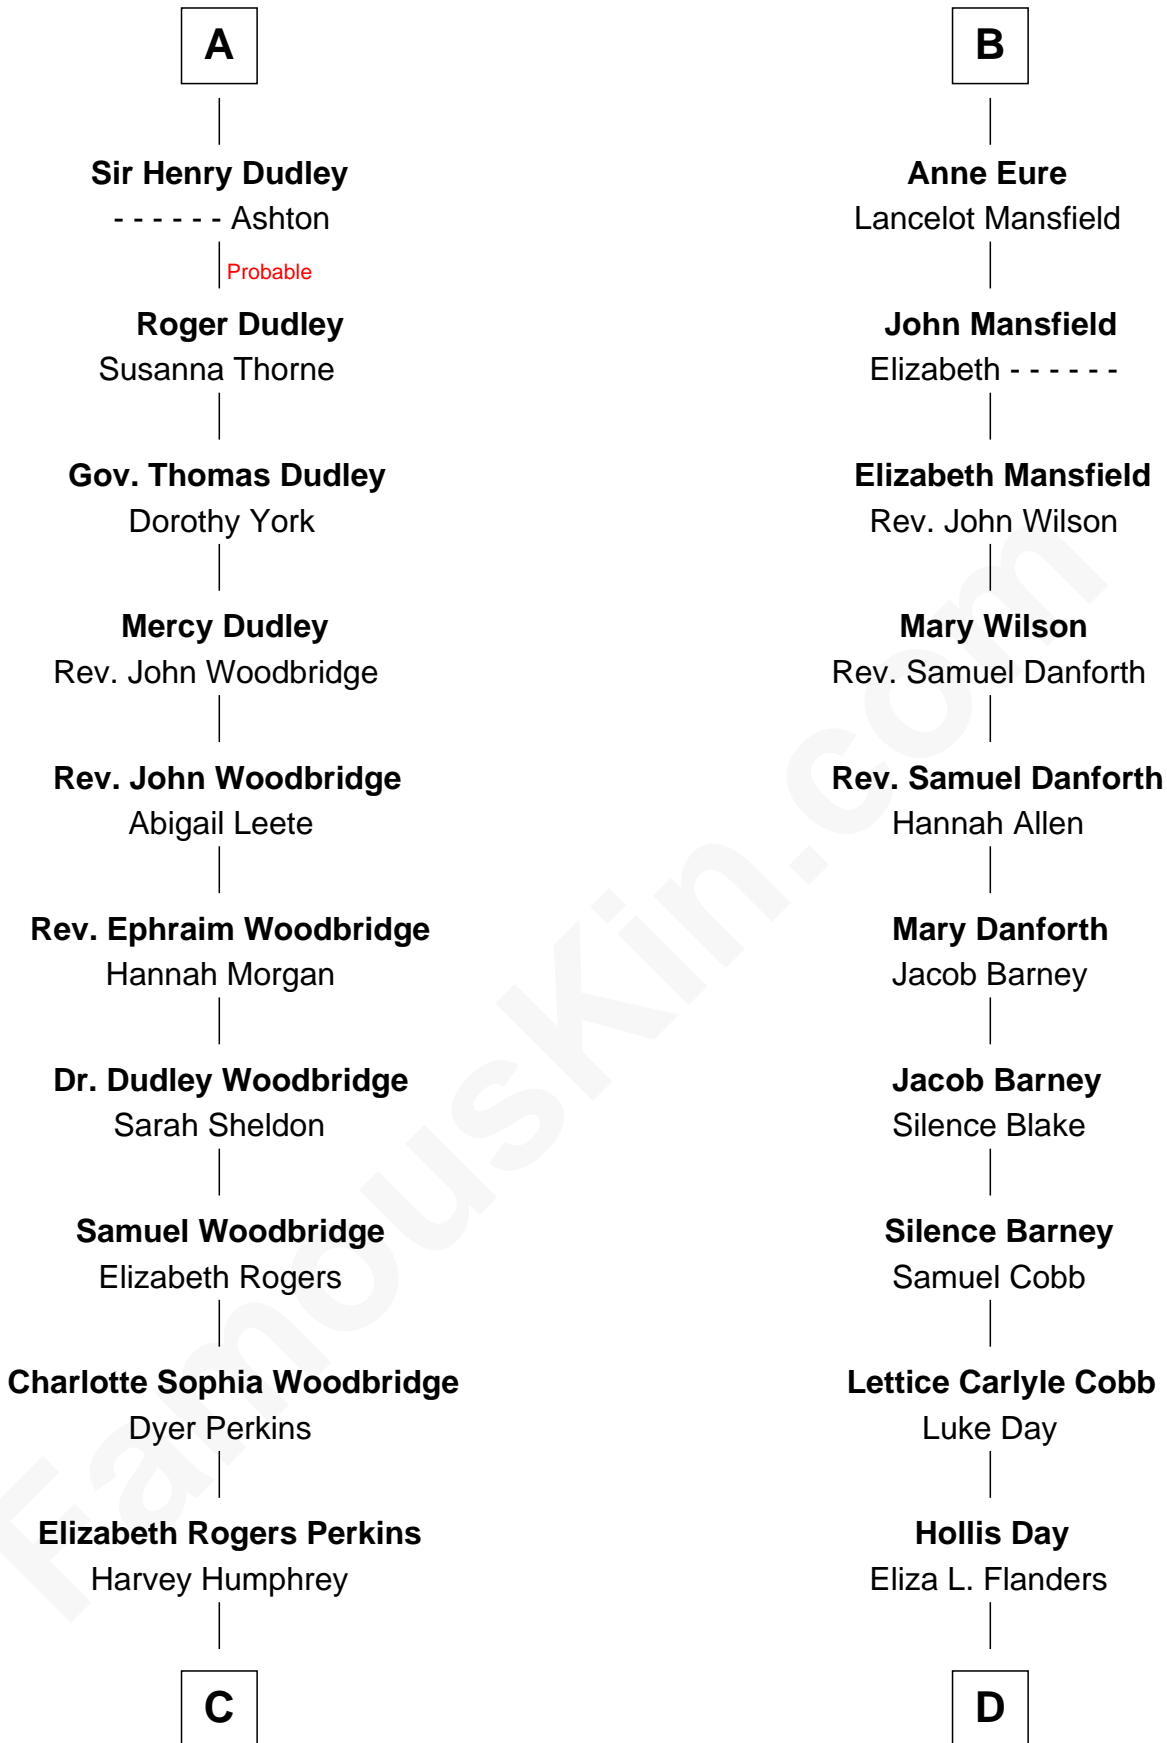 A
B
Sir Henry Dudley
- - - - - - Ashton
Anne Eure
Lancelot Mansfield
Probable
Roger Dudley
Susanna Thorne
John Mansfield
Elizabeth - - - - - -
Gov. Thomas Dudley
Dorothy York
Elizabeth Mansfield
Rev. John Wilson
Mercy Dudley
Rev. John Woodbridge
Mary Wilson
Rev. Samuel Danforth
Rev. John Woodbridge
Abigail Leete
Rev. Samuel Danforth
Hannah Allen
Rev. Ephraim Woodbridge
Hannah Morgan
Mary Danforth
Jacob Barney
Dr. Dudley Woodbridge
Sarah Sheldon
Jacob Barney
Silence Blake
Samuel Woodbridge
Elizabeth Rogers
Silence Barney
Samuel Cobb
Charlotte Sophia Woodbridge
Dyer Perkins
Lettice Carlyle Cobb
Luke Day
Elizabeth Rogers Perkins
Harvey Humphrey
Hollis Day
Eliza L. Flanders
C
D
FamousKin.com